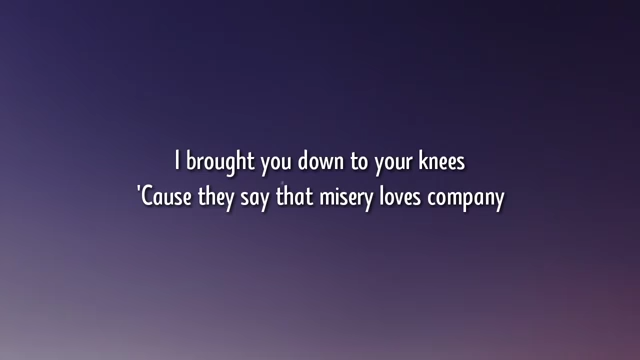 I brought you down to your knees
'Cause they say that misery loves company